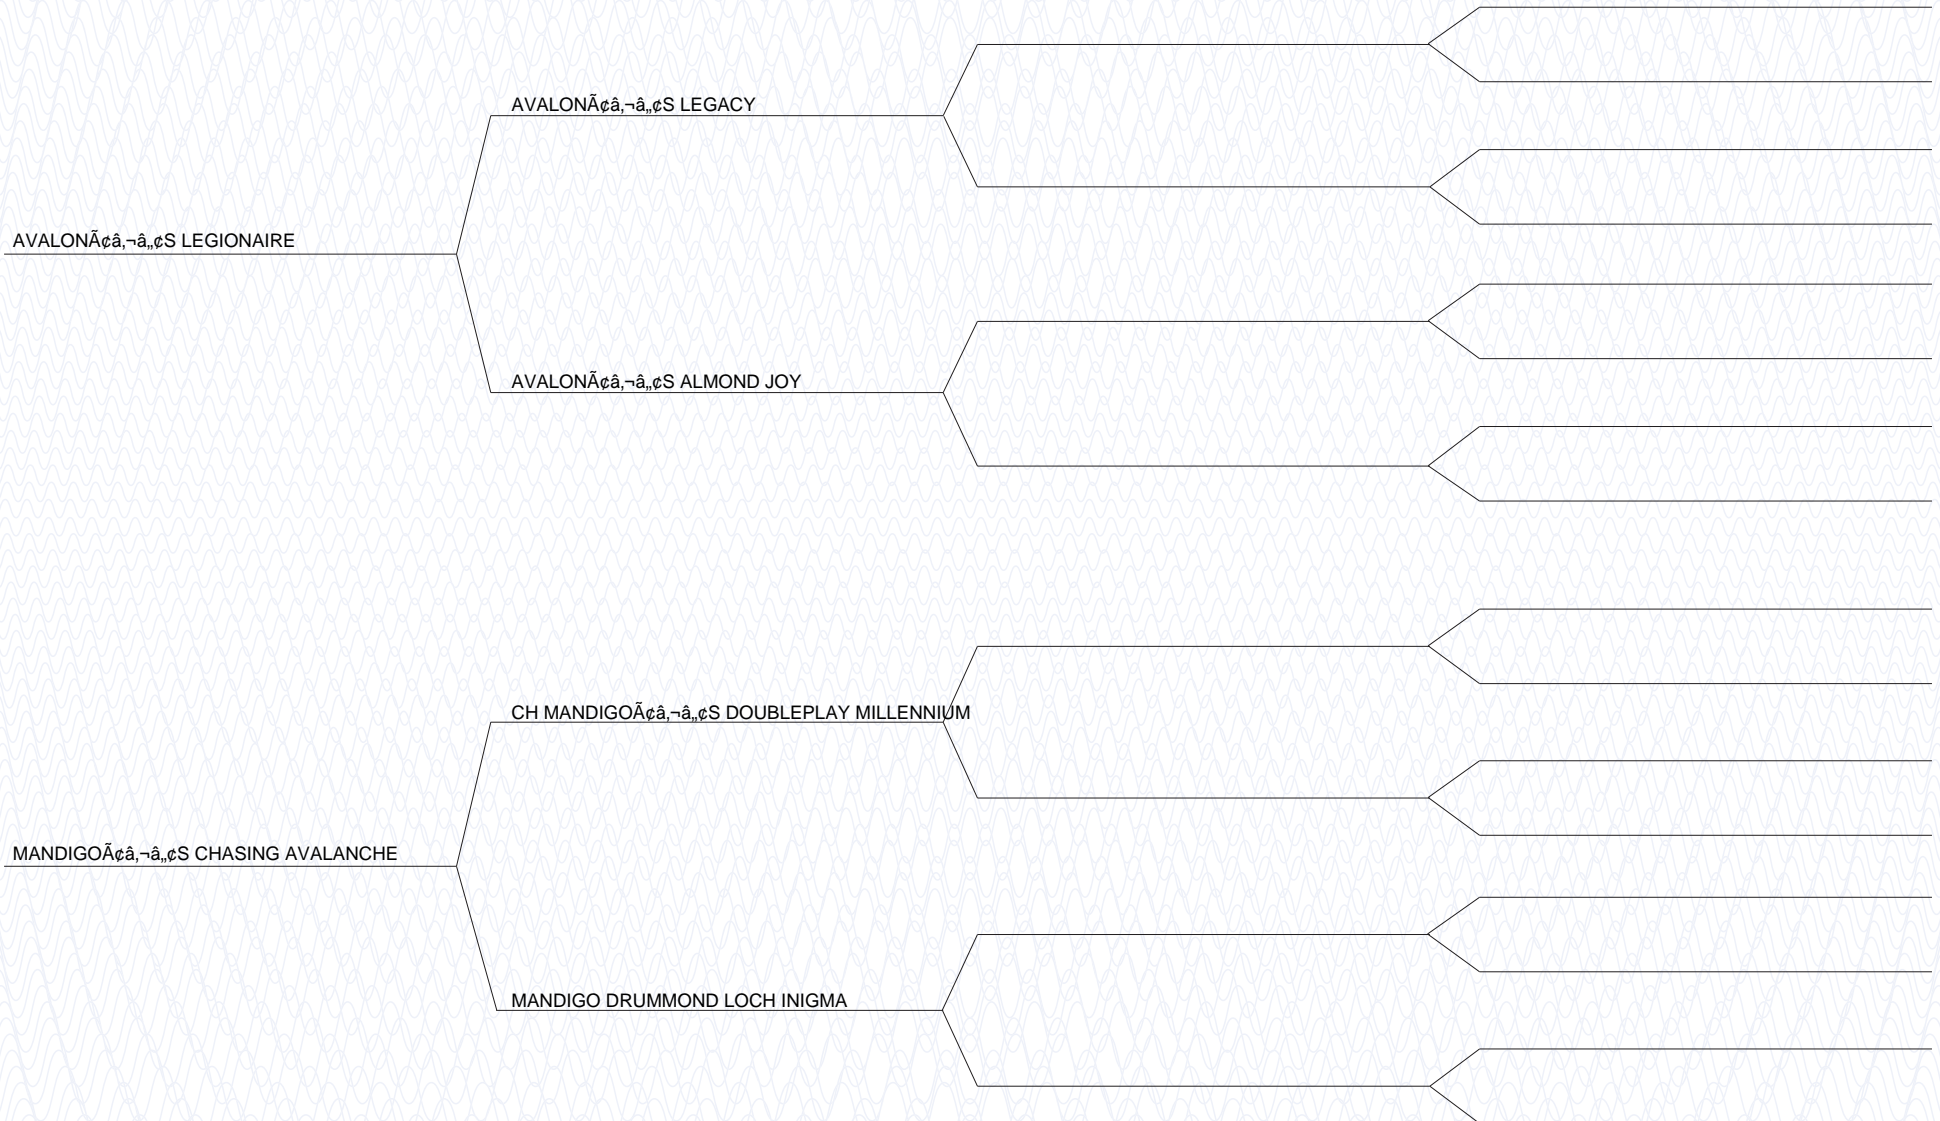 AVALONÃ¢â‚¬â„¢S LEGACY
AVALONÃ¢â‚¬â„¢S LEGIONAIRE
AVALONÃ¢â‚¬â„¢S ALMOND JOY
CH MANDIGOÃ¢â‚¬â„¢S DOUBLEPLAY MILLENNIUM
MANDIGOÃ¢â‚¬â„¢S CHASING AVALANCHE
MANDIGO DRUMMOND LOCH INIGMA